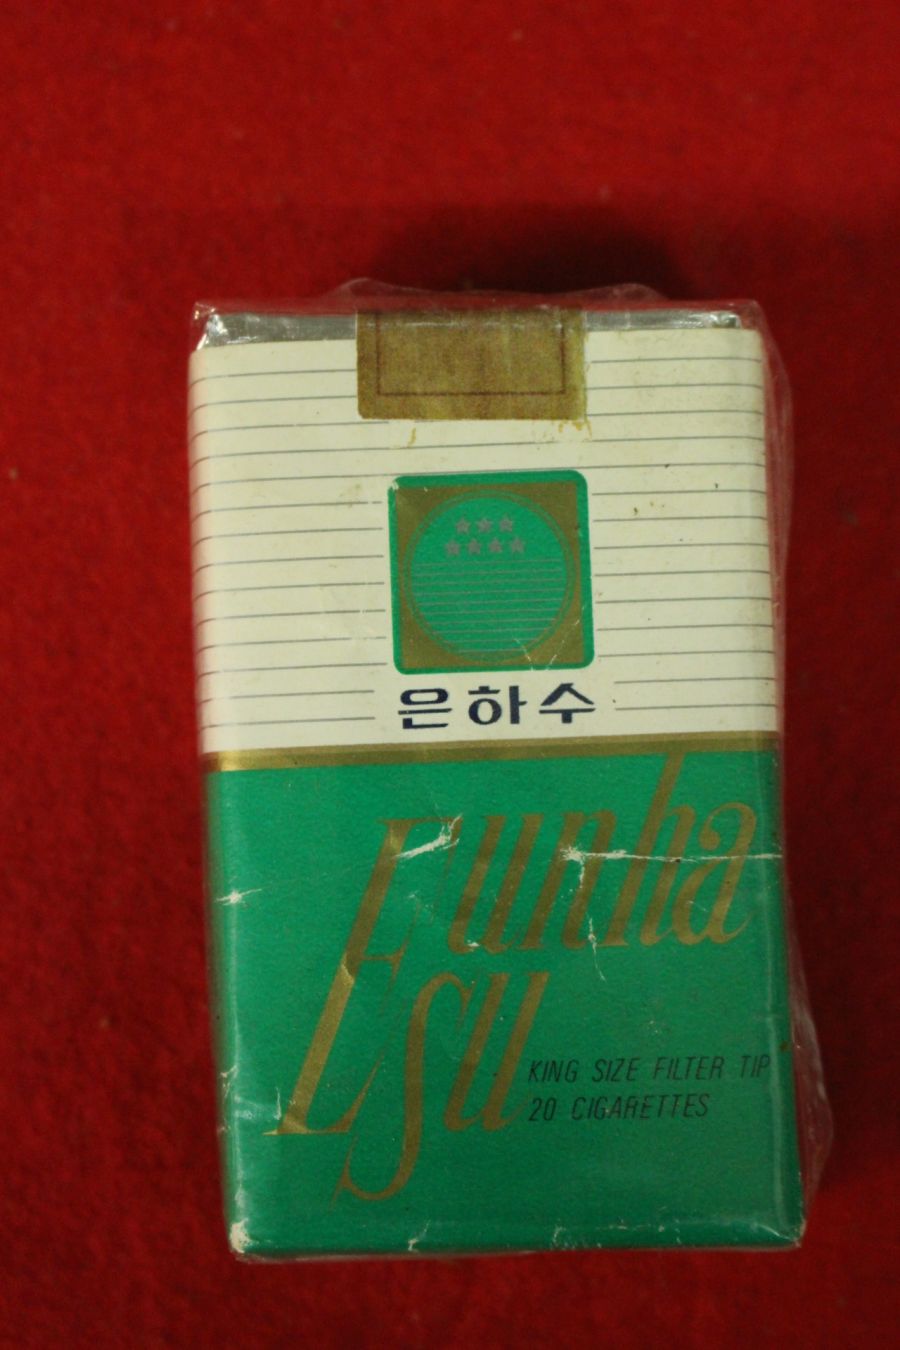 은하수
Eunha
su
KING SIZE FILTER TIP
20 CIGARETTES